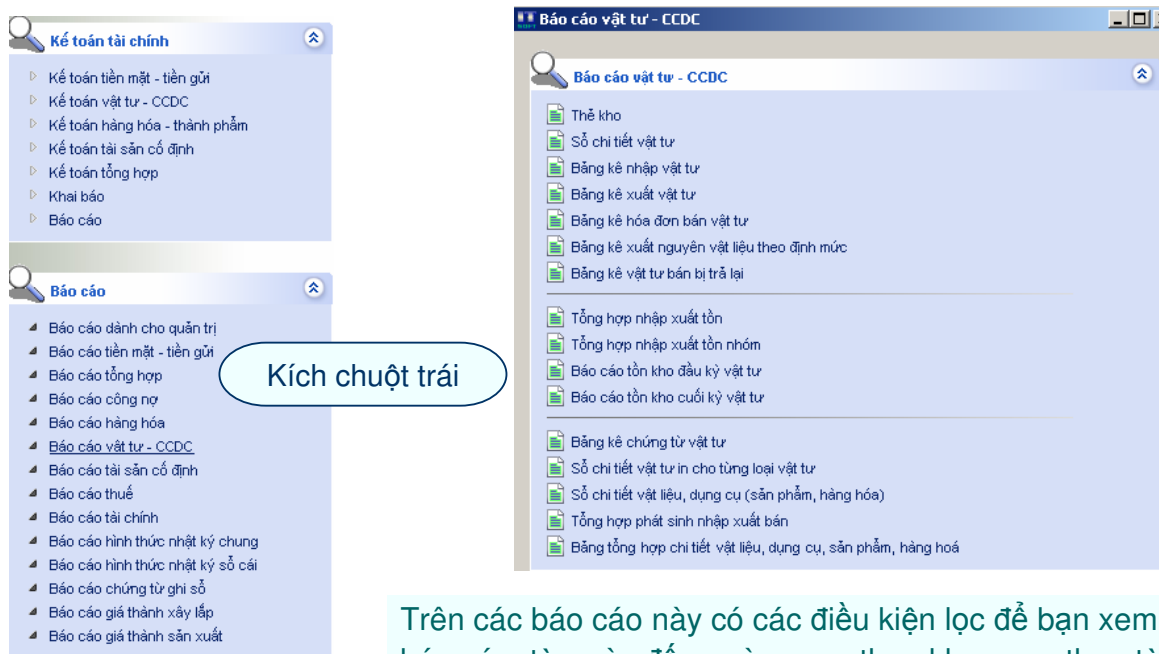 Kế toán tài chính
Kế toán tiền mặt - tiền gửi
Kế toán vật tư - CCDC
Kế toán hàng hóa - thành phẩm
Kế toán tài sản cố định
Kế toán tổng hợp
Khai báo
Báo cáo
Báo cáo
Báo cáo dành cho quản trị
Báo cáo tiền mặt - tiền gửi
Báo cáo tổng hợp
Báo cáo công nợ
Báo cáo hàng hóa
Báo cáo vật tư - CCDC
Báo cáo tài sản cố định
Báo cáo thuế
Báo cáo tài chính
Báo cáo hình thức nhật ký chung
Báo cáo hình thức nhật ký sổ cái
Báo cáo chứng từ ghi sổ
Báo cáo giá thành xây lắp
Báo cáo giá thành sản xuất
Kích chuột trái
Báo cáo vật tư - CCDC
Báo cáo vật tư - CCDC
Thẻ kho
Sổ chi tiết vật tư
Bảng kê nhập vật tư
Bảng kê xuất vật tư
Bảng kê hóa đơn bán vật tư
Bảng kê xuất nguyên vật liệu theo định mức
Bảng kê vật tư bán bị trả lại
Tổng hợp nhập xuất tồn
Tổng hợp nhập xuất tồn nhóm
Báo cáo tồn kho đầu kỳ vật tư
Báo cáo tồn kho cuối kỳ vật tư
Bảng kê chứng từ vật tư
Sổ chi tiết vật tư in cho từng loại vật tư
Sổ chi tiết vật liệu, dụng cụ (sản phẩm, hàng hóa)
Tổng hợp phát sinh nhập xuất bán
Bảng tổng hợp chi tiết vật liệu, dụng cụ, sản phẩm, hàng hoá
Trên các báo cáo này có các điều kiện lọc để bạn xem